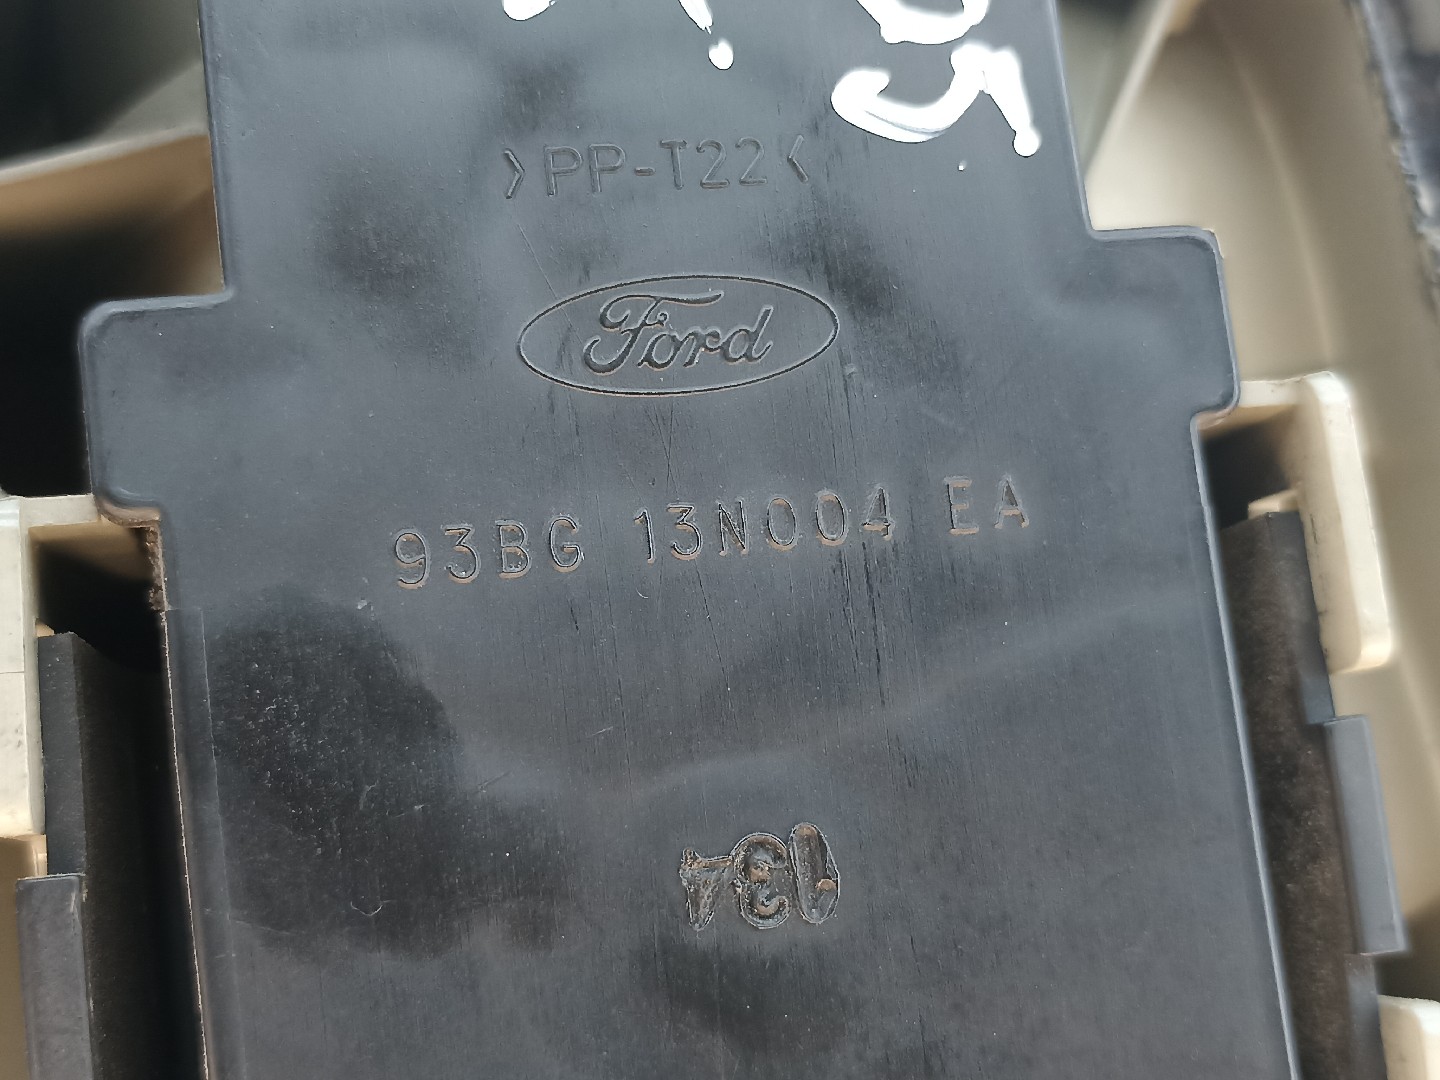 >PP-T22<
Ford
93BG 13N004 EA